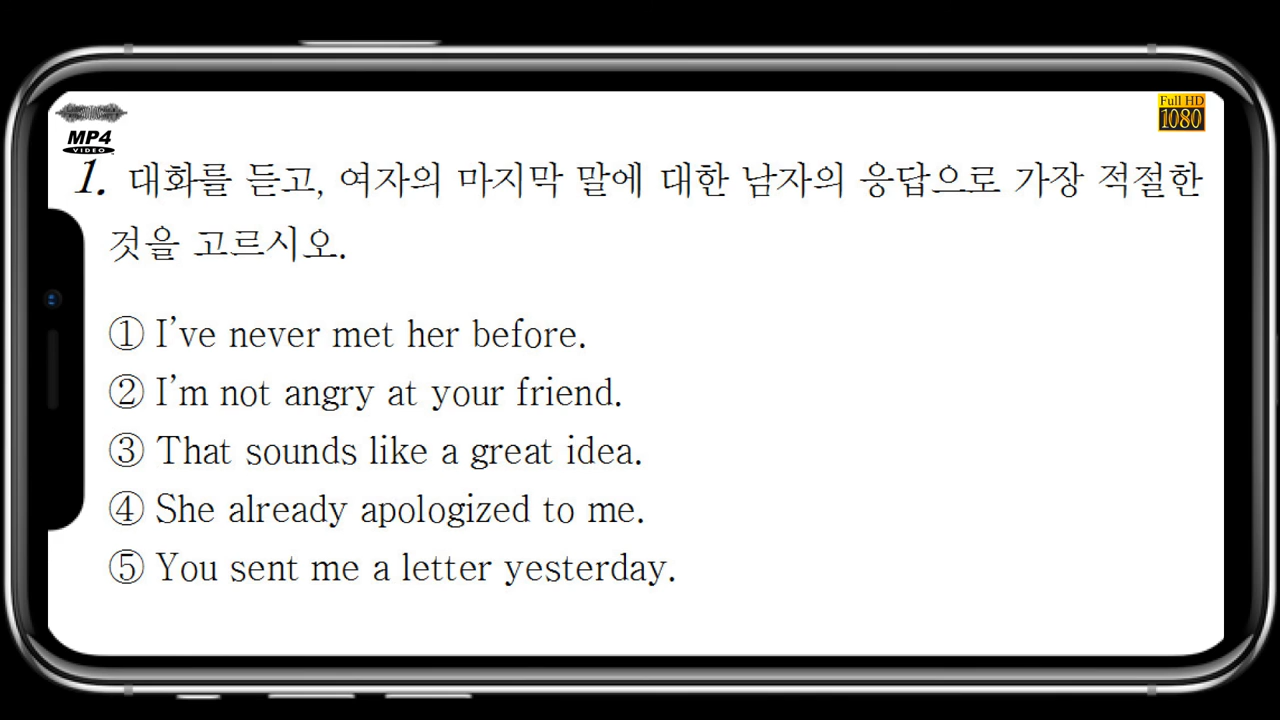 Full HD
1080
MP4
VIDEO
1. 대화를 듣고, 여자의 마지막 말에 대한 남자의 응답으로 가장 적절한
것을 고르시오.
① I’ve never met her before.
② I’m not angry at your friend.
③ That sounds like a great idea.
④ She already apologized to me.
⑤ You sent me a letter yesterday.